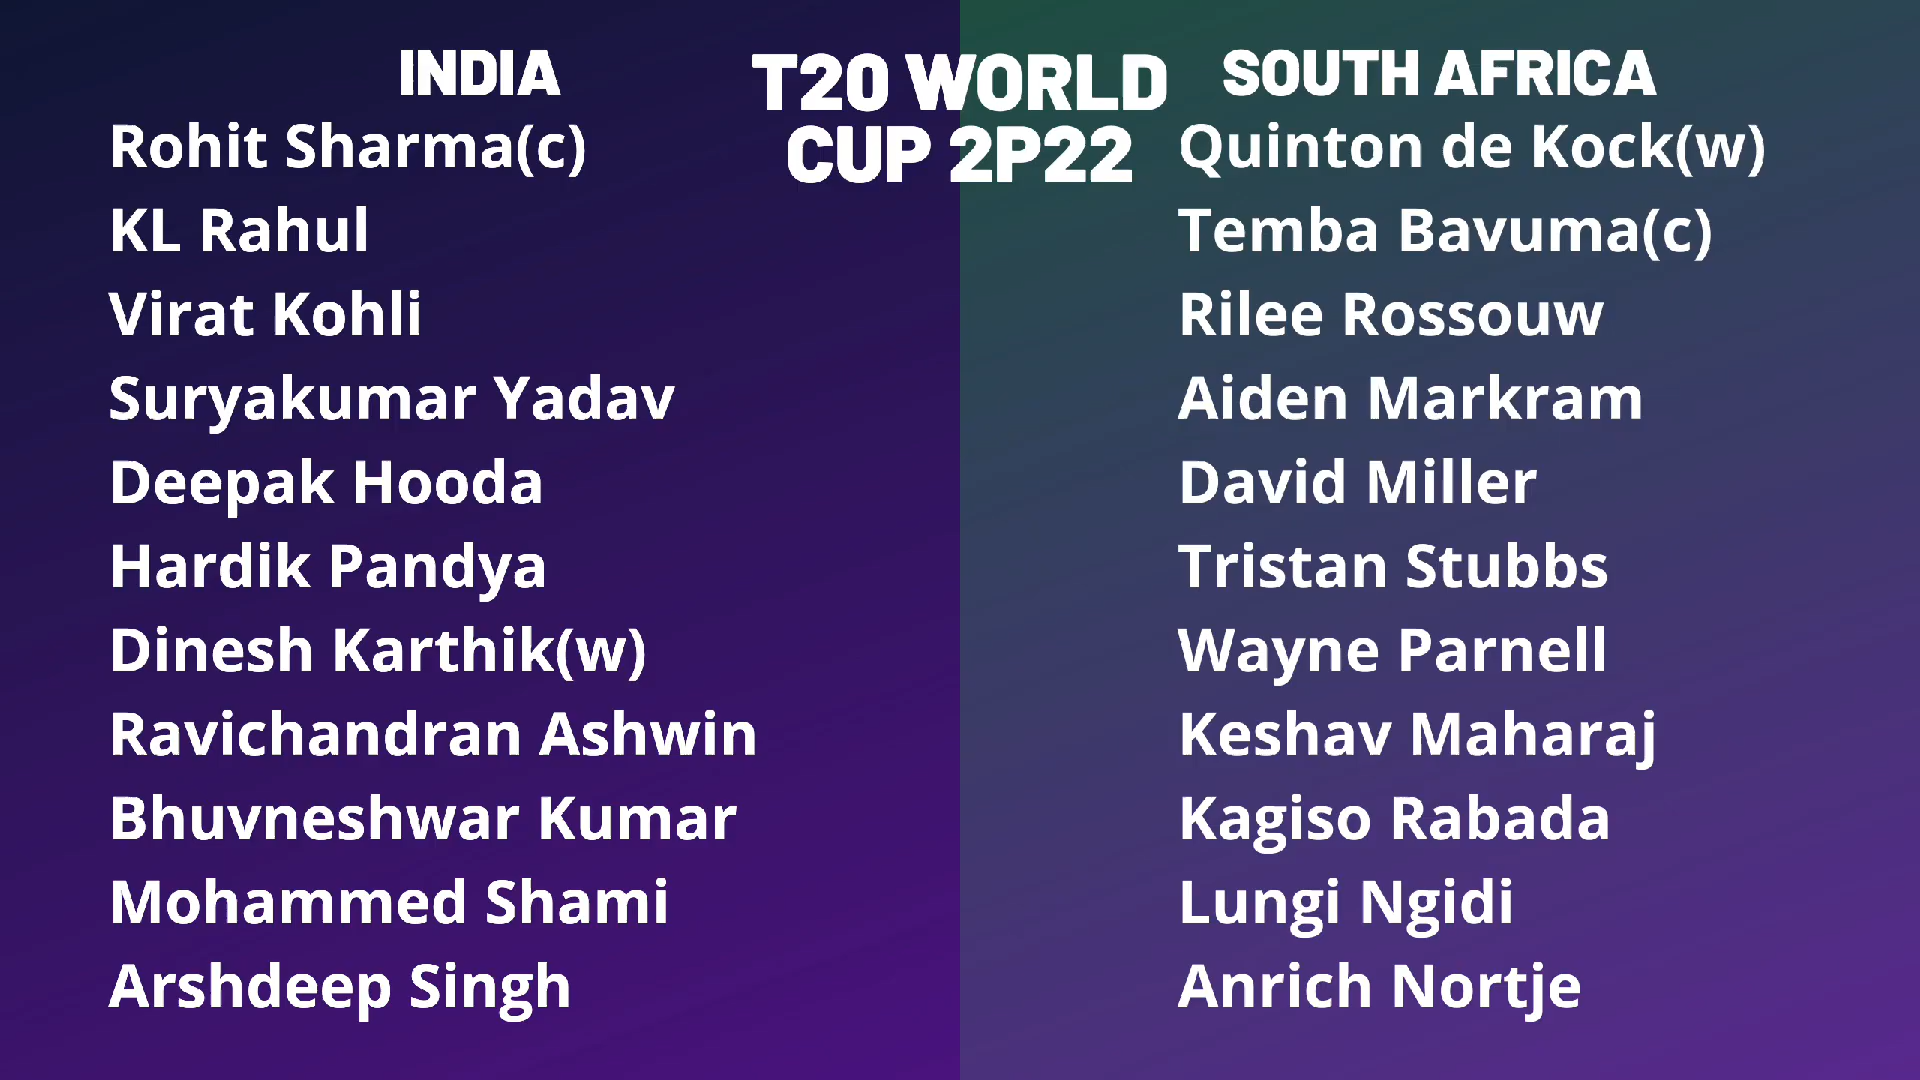 INDIA
Rohit Sharma(c)
KL Rahul
Virat Kohli
Suryakumar Yadav
Deepak Hooda
Hardik Pandya
Dinesh Karthik(w)
Ravichandran Ashwin
Bhuvneshwar Kumar
Mohammed Shami
Arshdeep Singh
T20 WORLD
CUP 2P22
SOUTH AFRICA
Quinton de Kock(w)
Temba Bavuma(c)
Rilee Rossouw
Aiden Markram
David Miller
Tristan Stubbs
Wayne Parnell
Keshav Maharaj
Kagiso Rabada
Lungi Ngidi
Anrich Nortje